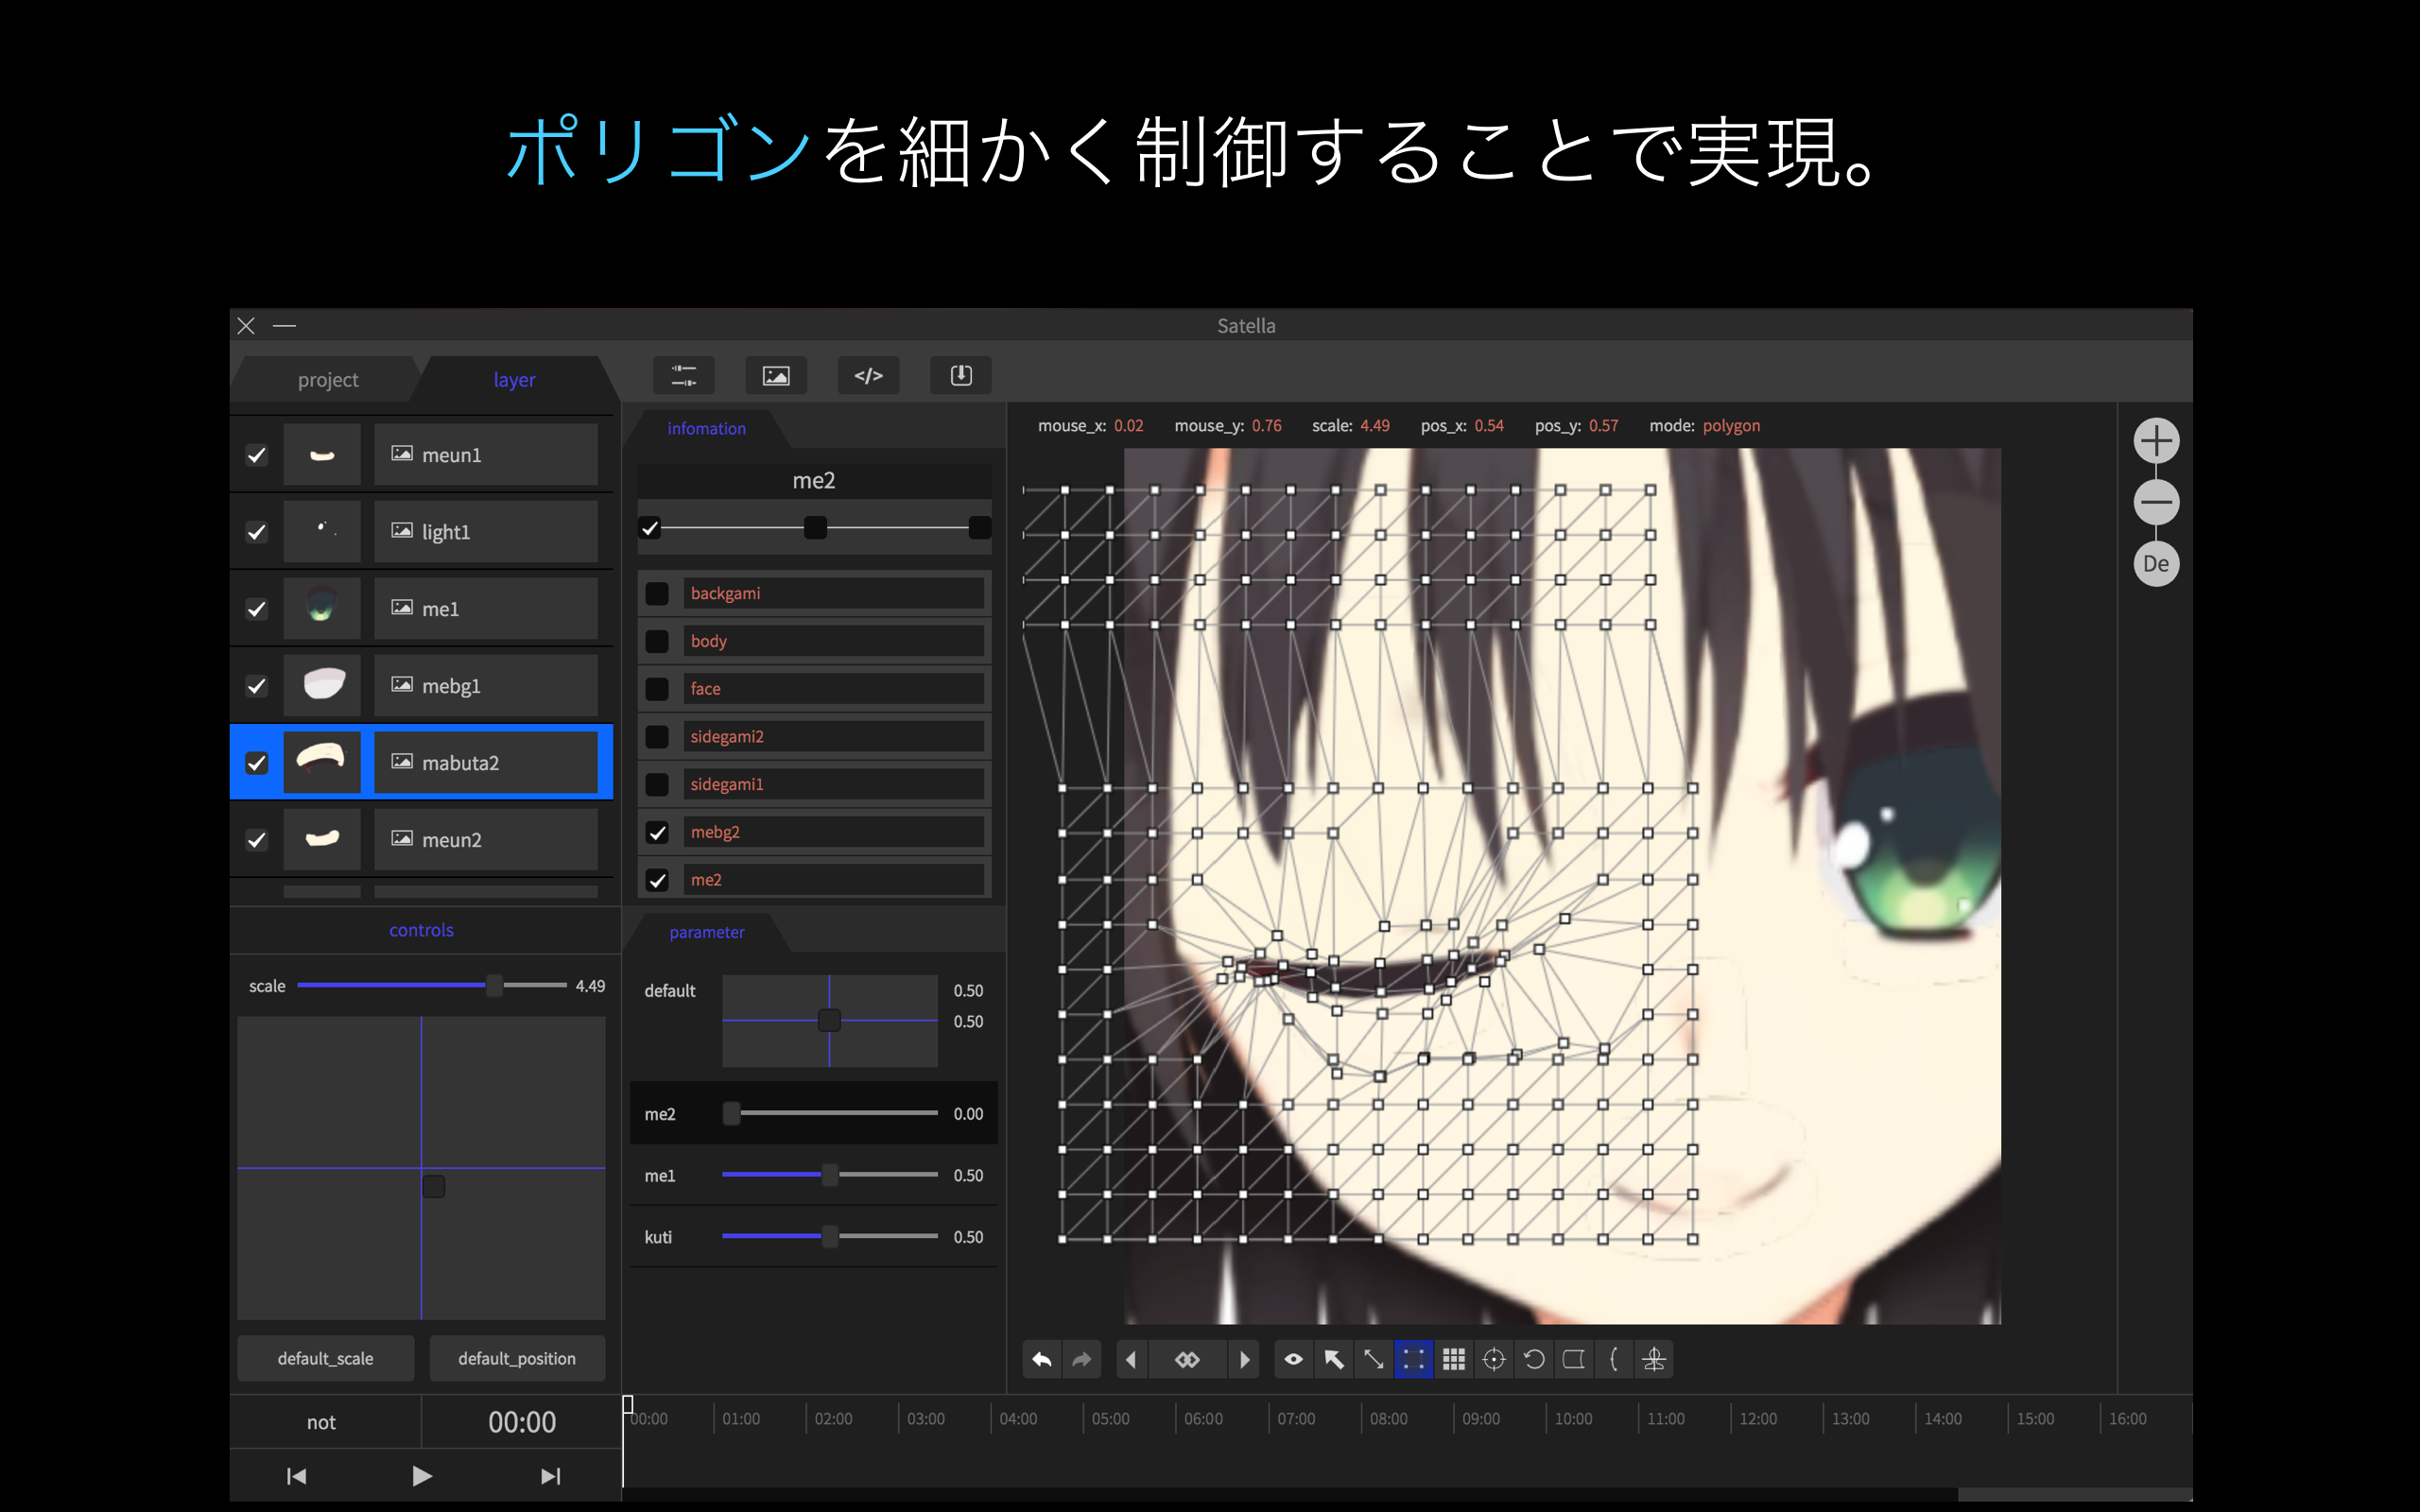 ポリゴンを細かく制御することで実現。
Satella
project
layer
</>
meun1
light1
me1
mebg1
mabuta2
meun2
controls
scale
4.49
default_scale
default_position
infomation
me2
backgami
body
face
sidegami2
sidegami1
mebg2
me2
parameter
default
0.50
0.50
me2
0.00
me1
0.50
kuti
0.50
mouse_x: 0.02 mouse_y: 0.76 scale: 4.49 pos_x: 0.54 pos_y: 0.57 mode: polygon
De
not
00:00
00:00 01:00 02:00 03:00 04:00 05:00 06:00 07:00 08:00 09:00 10:00 11:00 12:00 13:00 14:00 15:00 16:00